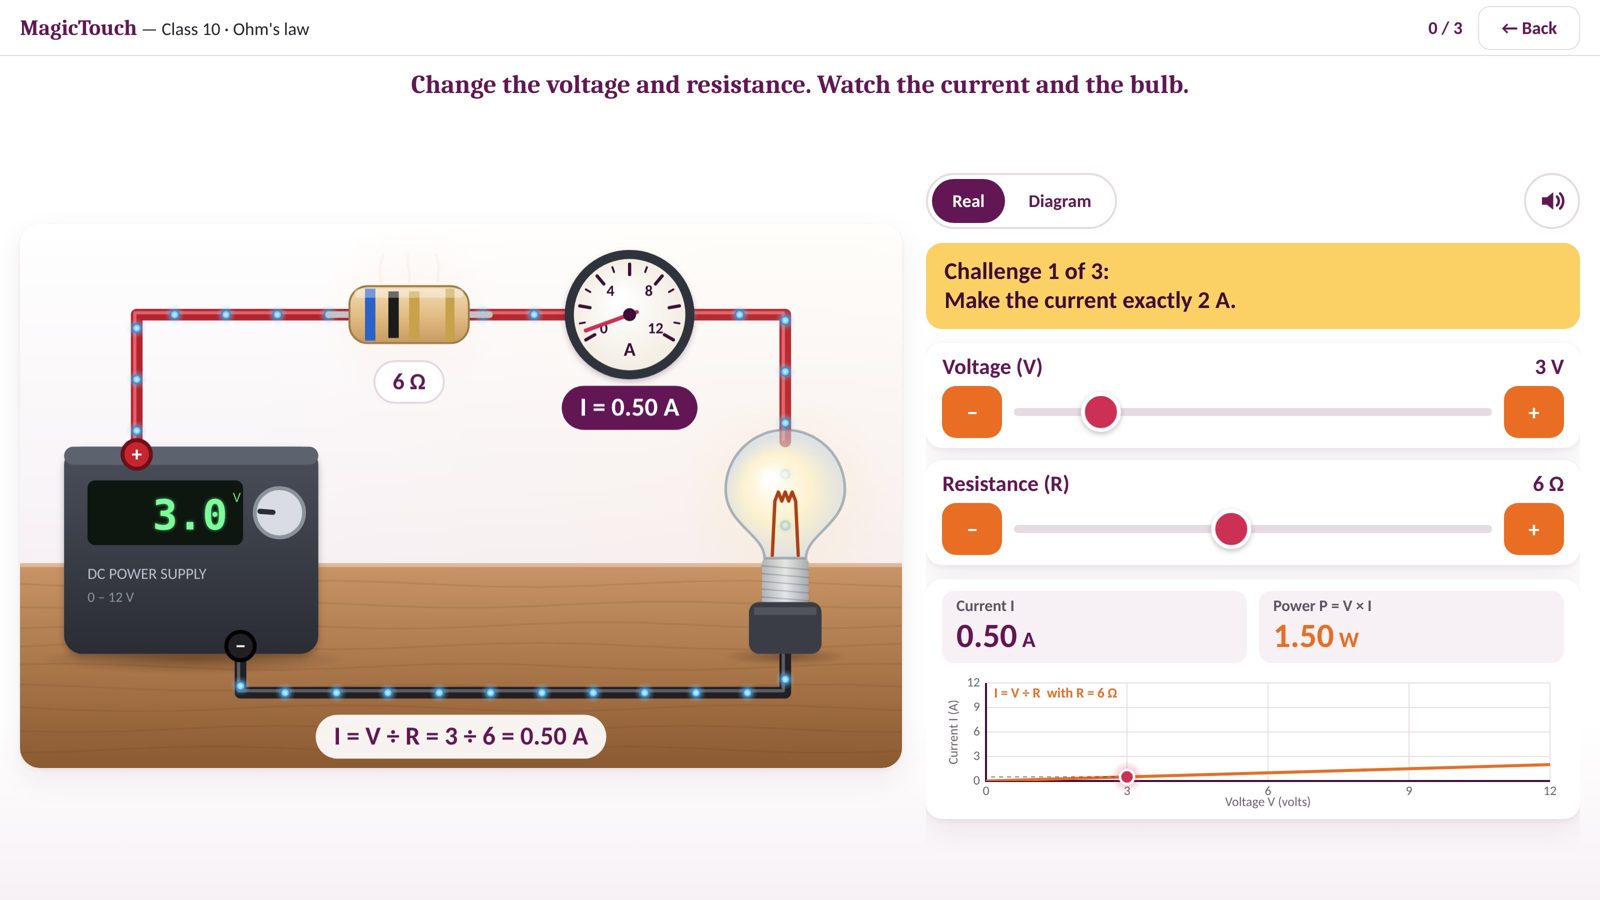 MagicTouch — Class 10 · Ohm's law
0 / 3
← Back
Change the voltage and resistance. Watch the current and the bulb.
Real
Diagram
Challenge 1 of 3:
Make the current exactly 2 A.
Voltage (V)
3 V
–
+
Resistance (R)
6 Ω
–
+
Current I
0.50 A
Power P = V × I
1.50 W
I = V ÷ R with R = 6 Ω
Current I (A)
12
9
6
3
0
0
3
6
9
12
Voltage V (volts)
4
8
0
12
A
6 Ω
I = 0.50 A
+
3.0 V
DC POWER SUPPLY
0 – 12 V
–
I = V ÷ R = 3 ÷ 6 = 0.50 A